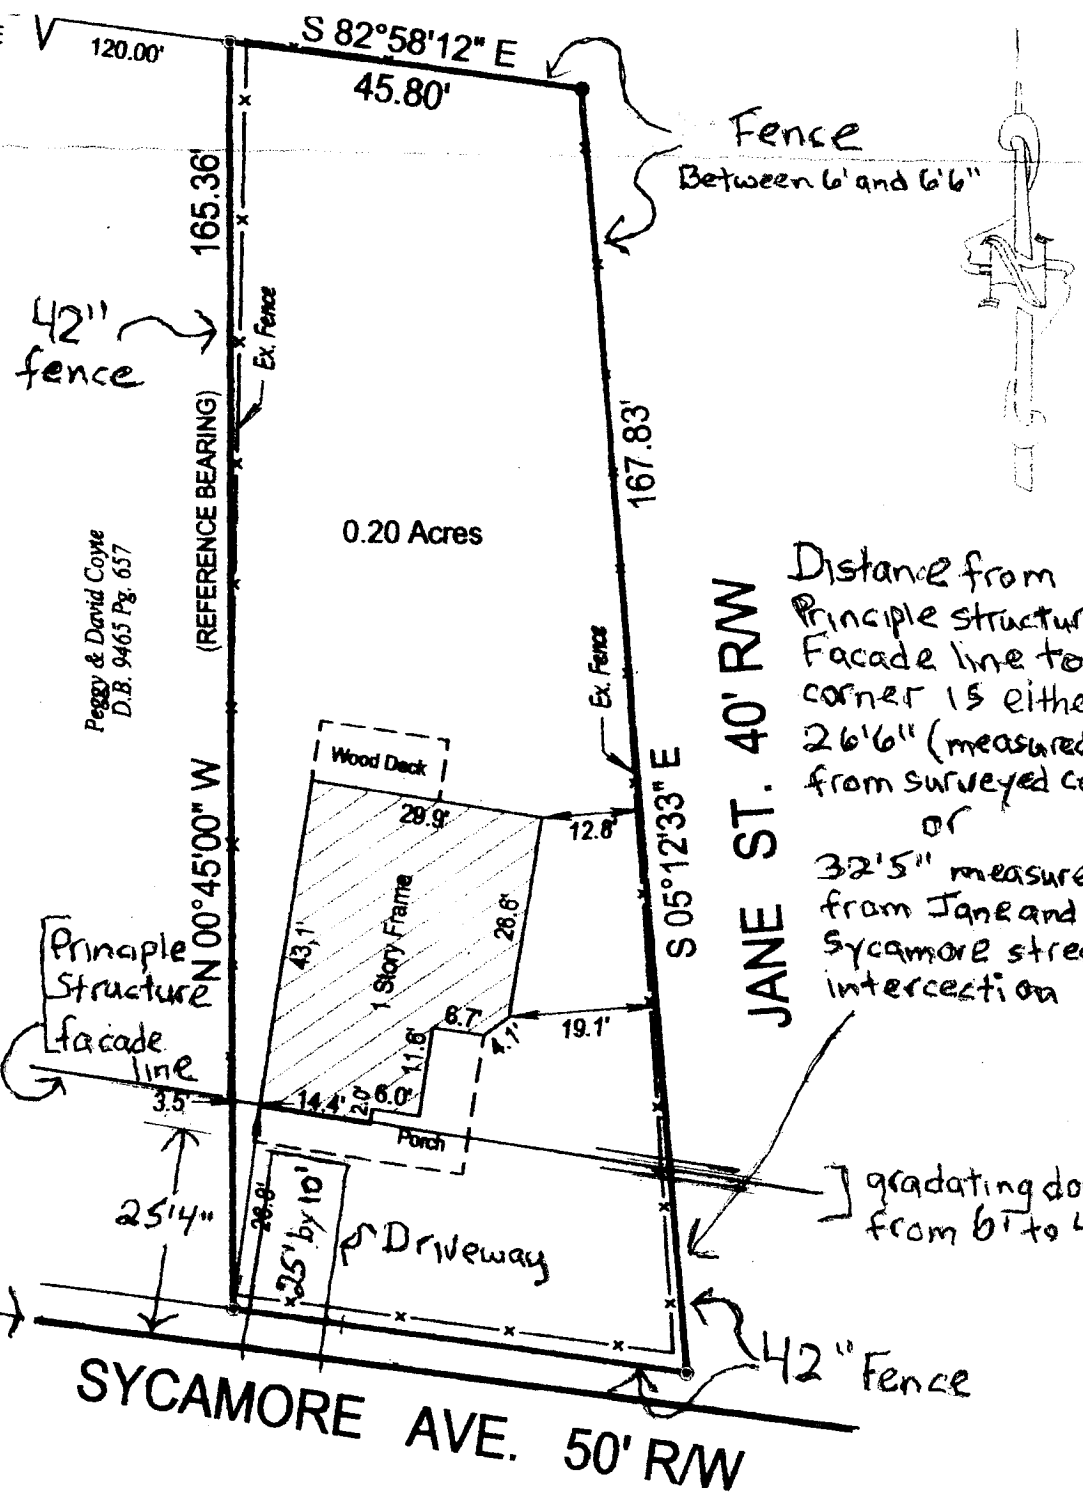 E
120.00'
S 82°58'12" E
45.80'
Fence
Between 6' and 6'6"
165.36'
42"
fence
Ex. Fence
(REFERENCE BEARING)
167.83'
0.20 Acres
Peggy & David Coyne
D.B. 9465 Pg. 657
Distance from
Principle structur
Facade line to
corner is eithe
26'6" (measured
from surveyed co
or
32'5" measure
from Jane and
Sycamore stree
intercection
JANE ST. 40' R/W
Ex. Fence
S 05°12'33" E
N 00°45'00" W
Wood Deck
29.9'
12.8'
43.1'
1 Story Frame
28.6'
Principle
Structure
facade
line
6.7'
4.1'
19.1'
11.6'
3.5'
14.4'
2.0'
6.0'
Porch
25'4"
25' by 10'
Driveway
gradating do
from 6' to 4
42" Fence
SYCAMORE AVE. 50' R/W